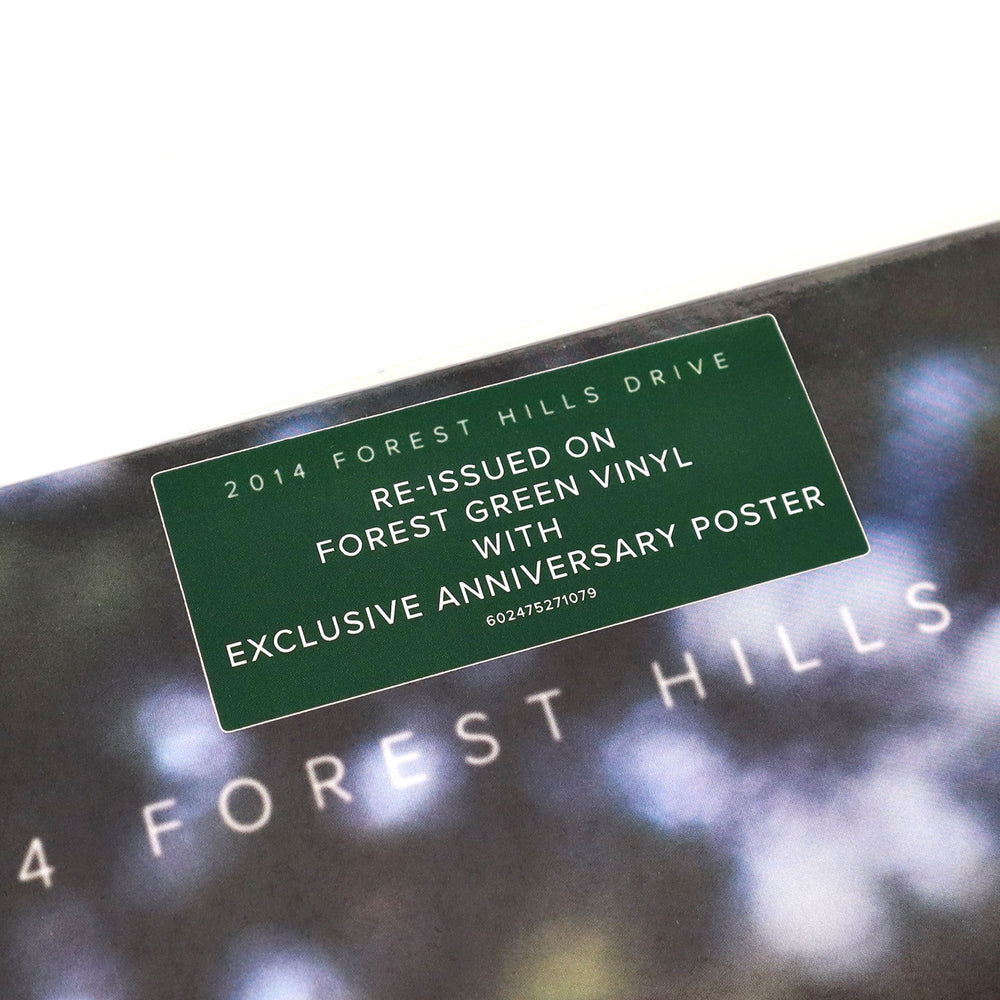 2014 FOREST HILLS DRIVE
RE-ISSUED ON
FOREST GREEN VINYL
WITH
EXCLUSIVE ANNIVERSARY POSTER
602475271079
4 FOREST HILLS